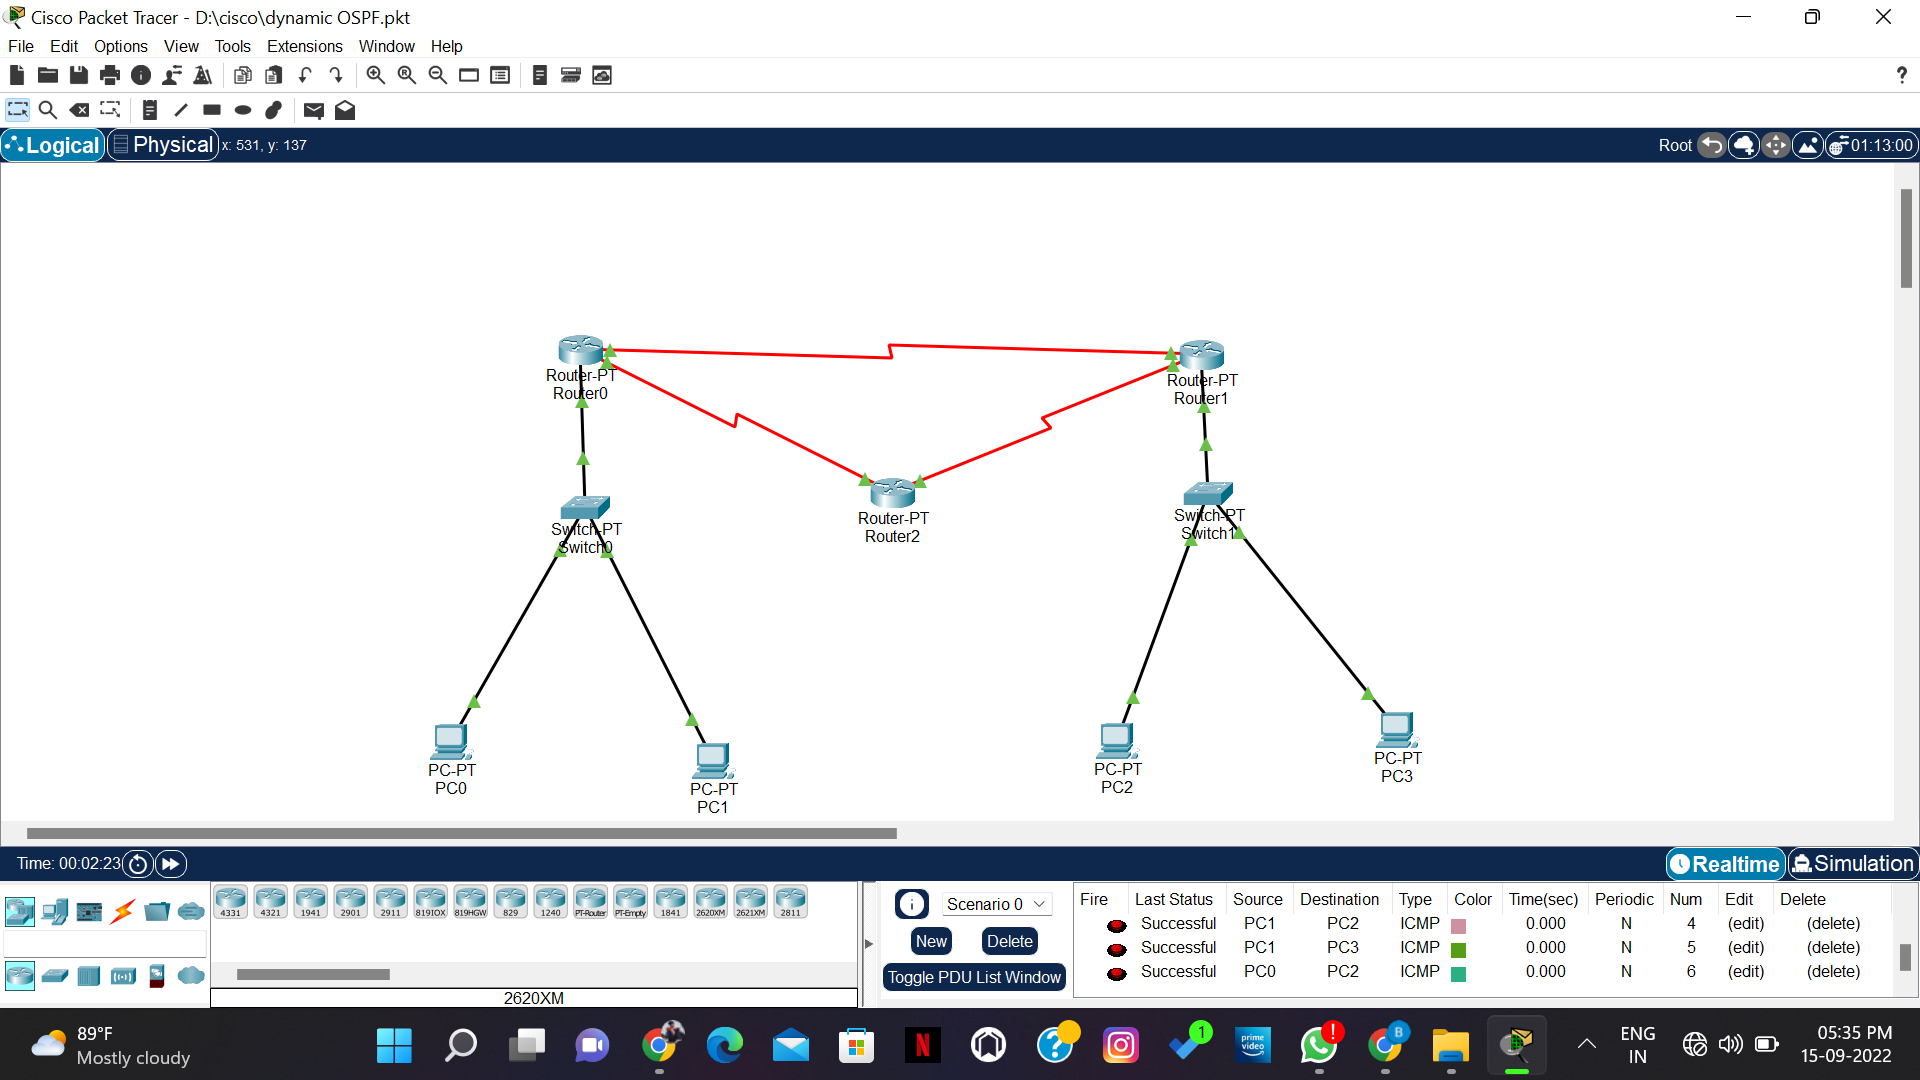 Cisco Packet Tracer - D:\cisco\dynamic OSPF.pkt
File Edit Options View Tools Extensions Window Help
?
Logical Physical x: 531, y: 137 Root 01:13:00
Router-PT
Router0
Router-PT
Router1
Router-PT
Router2
Switch-PT
Switch0
Switch-PT
Switch1
PC-PT
PC0
PC-PT
PC1
PC-PT
PC2
PC-PT
PC3
Time: 00:02:23 Realtime Simulation
4331 4321 1941 2901 2911 819IOX 819HGW 829 1240 PT-Router PT-Empty 1841 2620XM 2621XM 2811
2620XM
Scenario 0
New Delete
Toggle PDU List Window
Fire Last Status Source Destination Type Color Time(sec) Periodic Num Edit Delete
Successful PC1 PC2 ICMP 0.000 N 4 (edit) (delete)
Successful PC1 PC3 ICMP 0.000 N 5 (edit) (delete)
Successful PC0 PC2 ICMP 0.000 N 6 (edit) (delete)
89°F
Mostly cloudy
N
?
1
prime video
!
B
ENG
IN
05:35 PM
15-09-2022